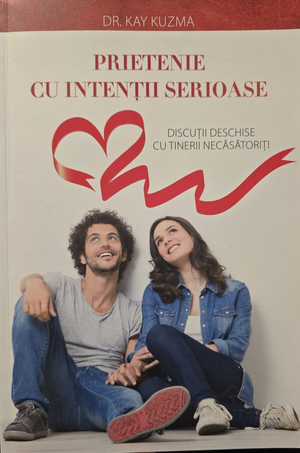 DR. KAY KUZMA
PRIETENIE
CU INTENȚII SERIOASE
DISCUȚII DESCHISE
CU TINERII NECĂSĂTORIȚI